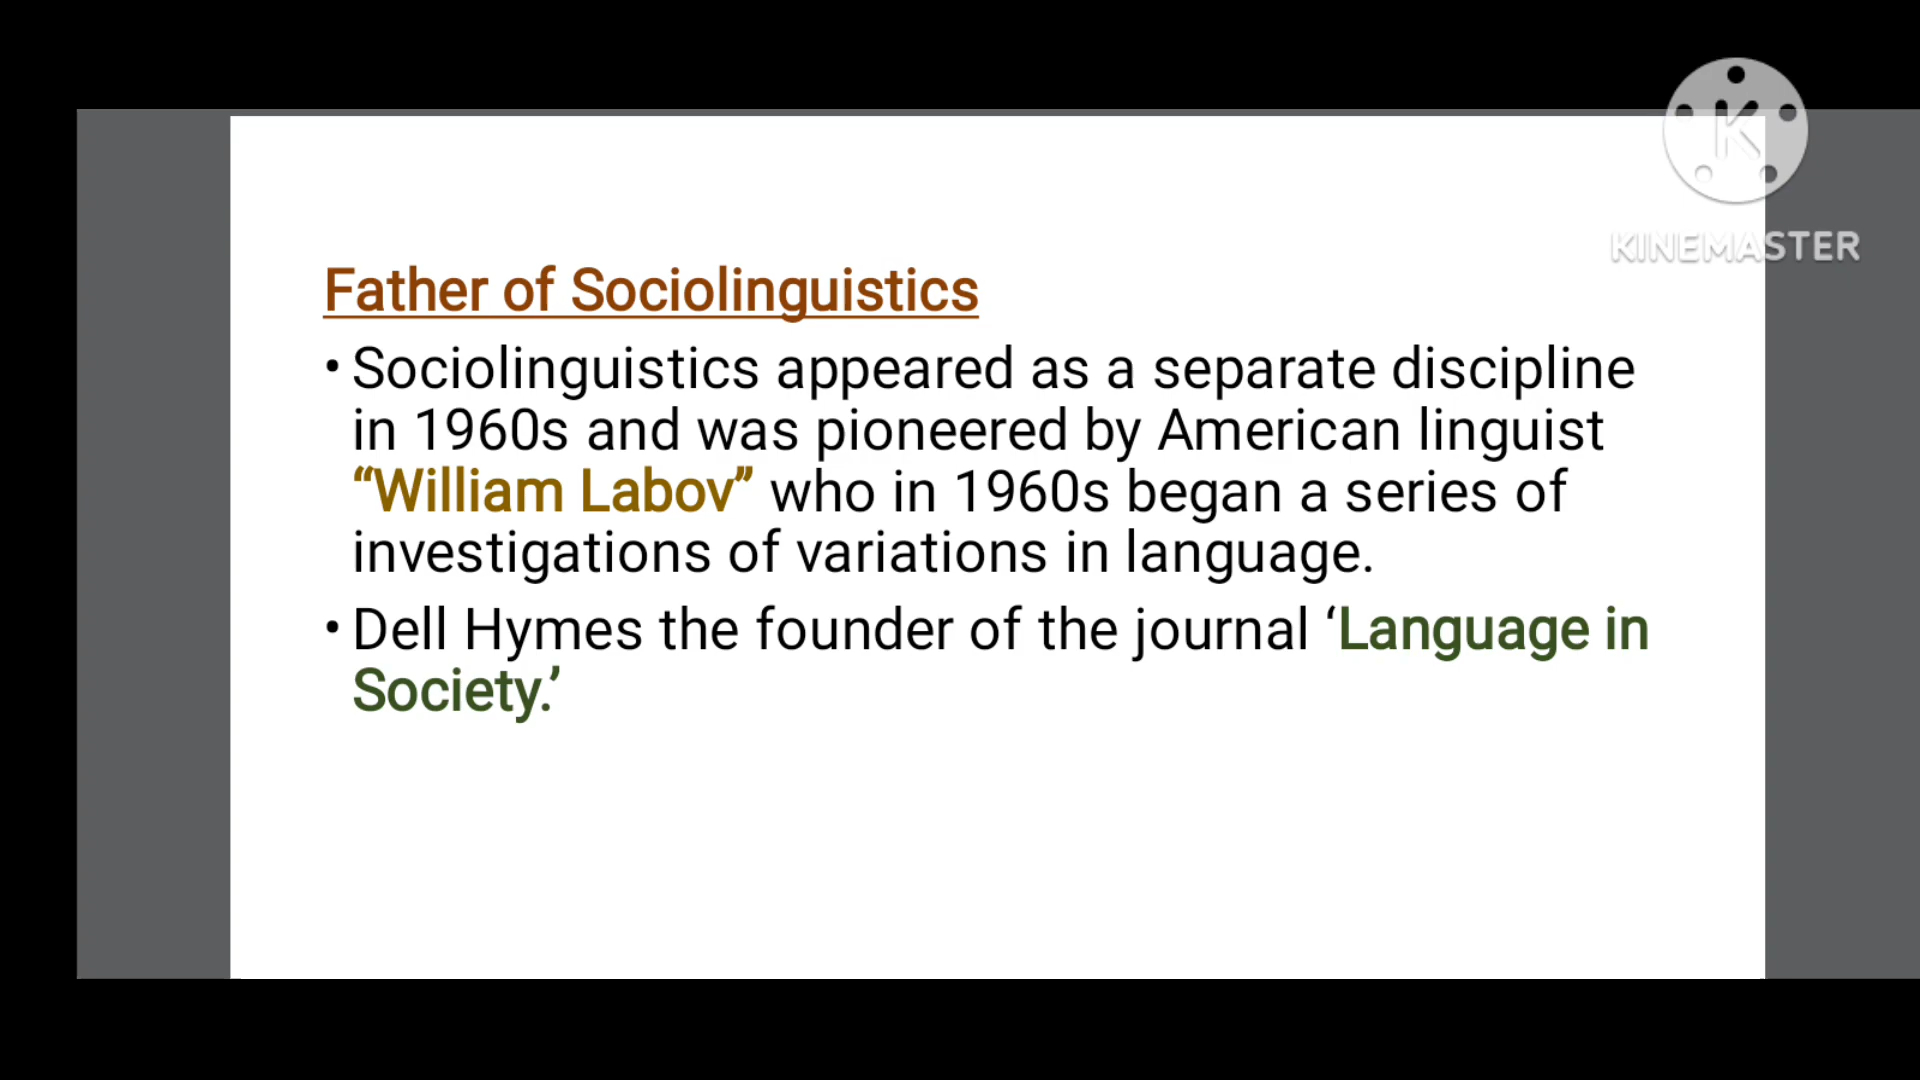 KINEMASTER
Father of Sociolinguistics
• Sociolinguistics appeared as a separate discipline
in 1960s and was pioneered by American linguist
“William Labov” who in 1960s began a series of
investigations of variations in language.
• Dell Hymes the founder of the journal ‘Language in
Society.’